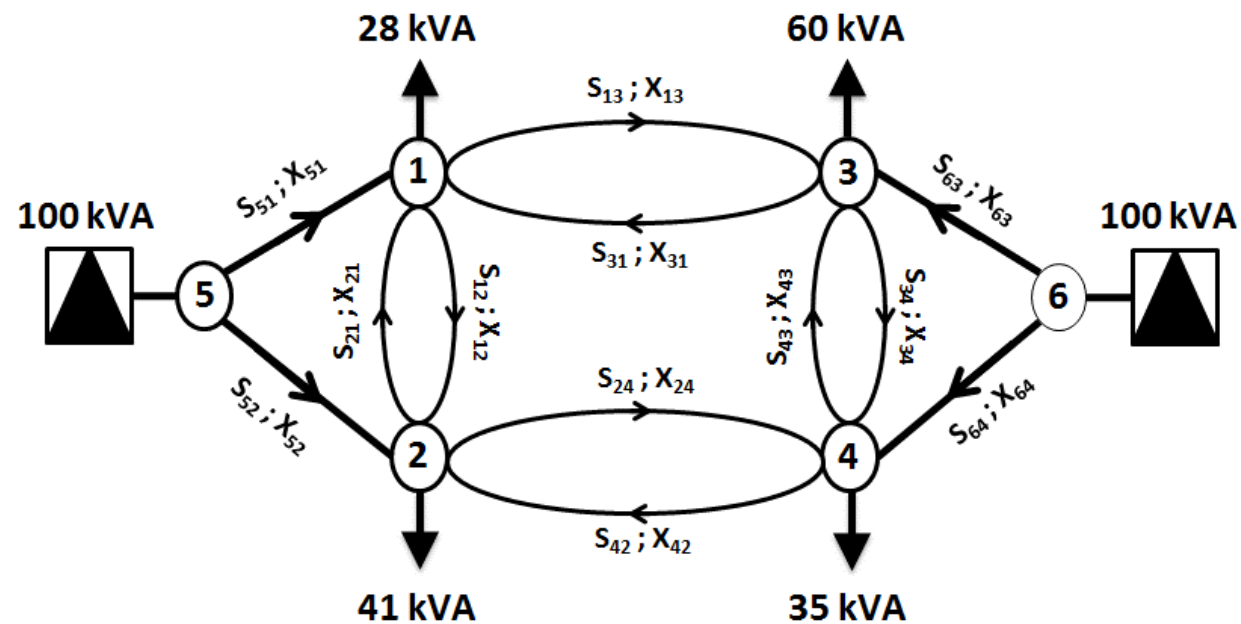 28 kVA
60 kVA
S₁₃ ; X₁₃
S₅₁ ; X₅₁
1
3
S₆₃ ; X₆₃
100 kVA
100 kVA
S₃₁ ; X₃₁
S₂₁ ; X₂₁
S₁₂ ; X₁₂
S₄₃ ; X₄₃
S₃₄ ; X₃₄
5
6
S₅₂ ; X₅₂
S₂₄ ; X₂₄
S₆₄ ; X₆₄
2
4
S₄₂ ; X₄₂
41 kVA
35 kVA